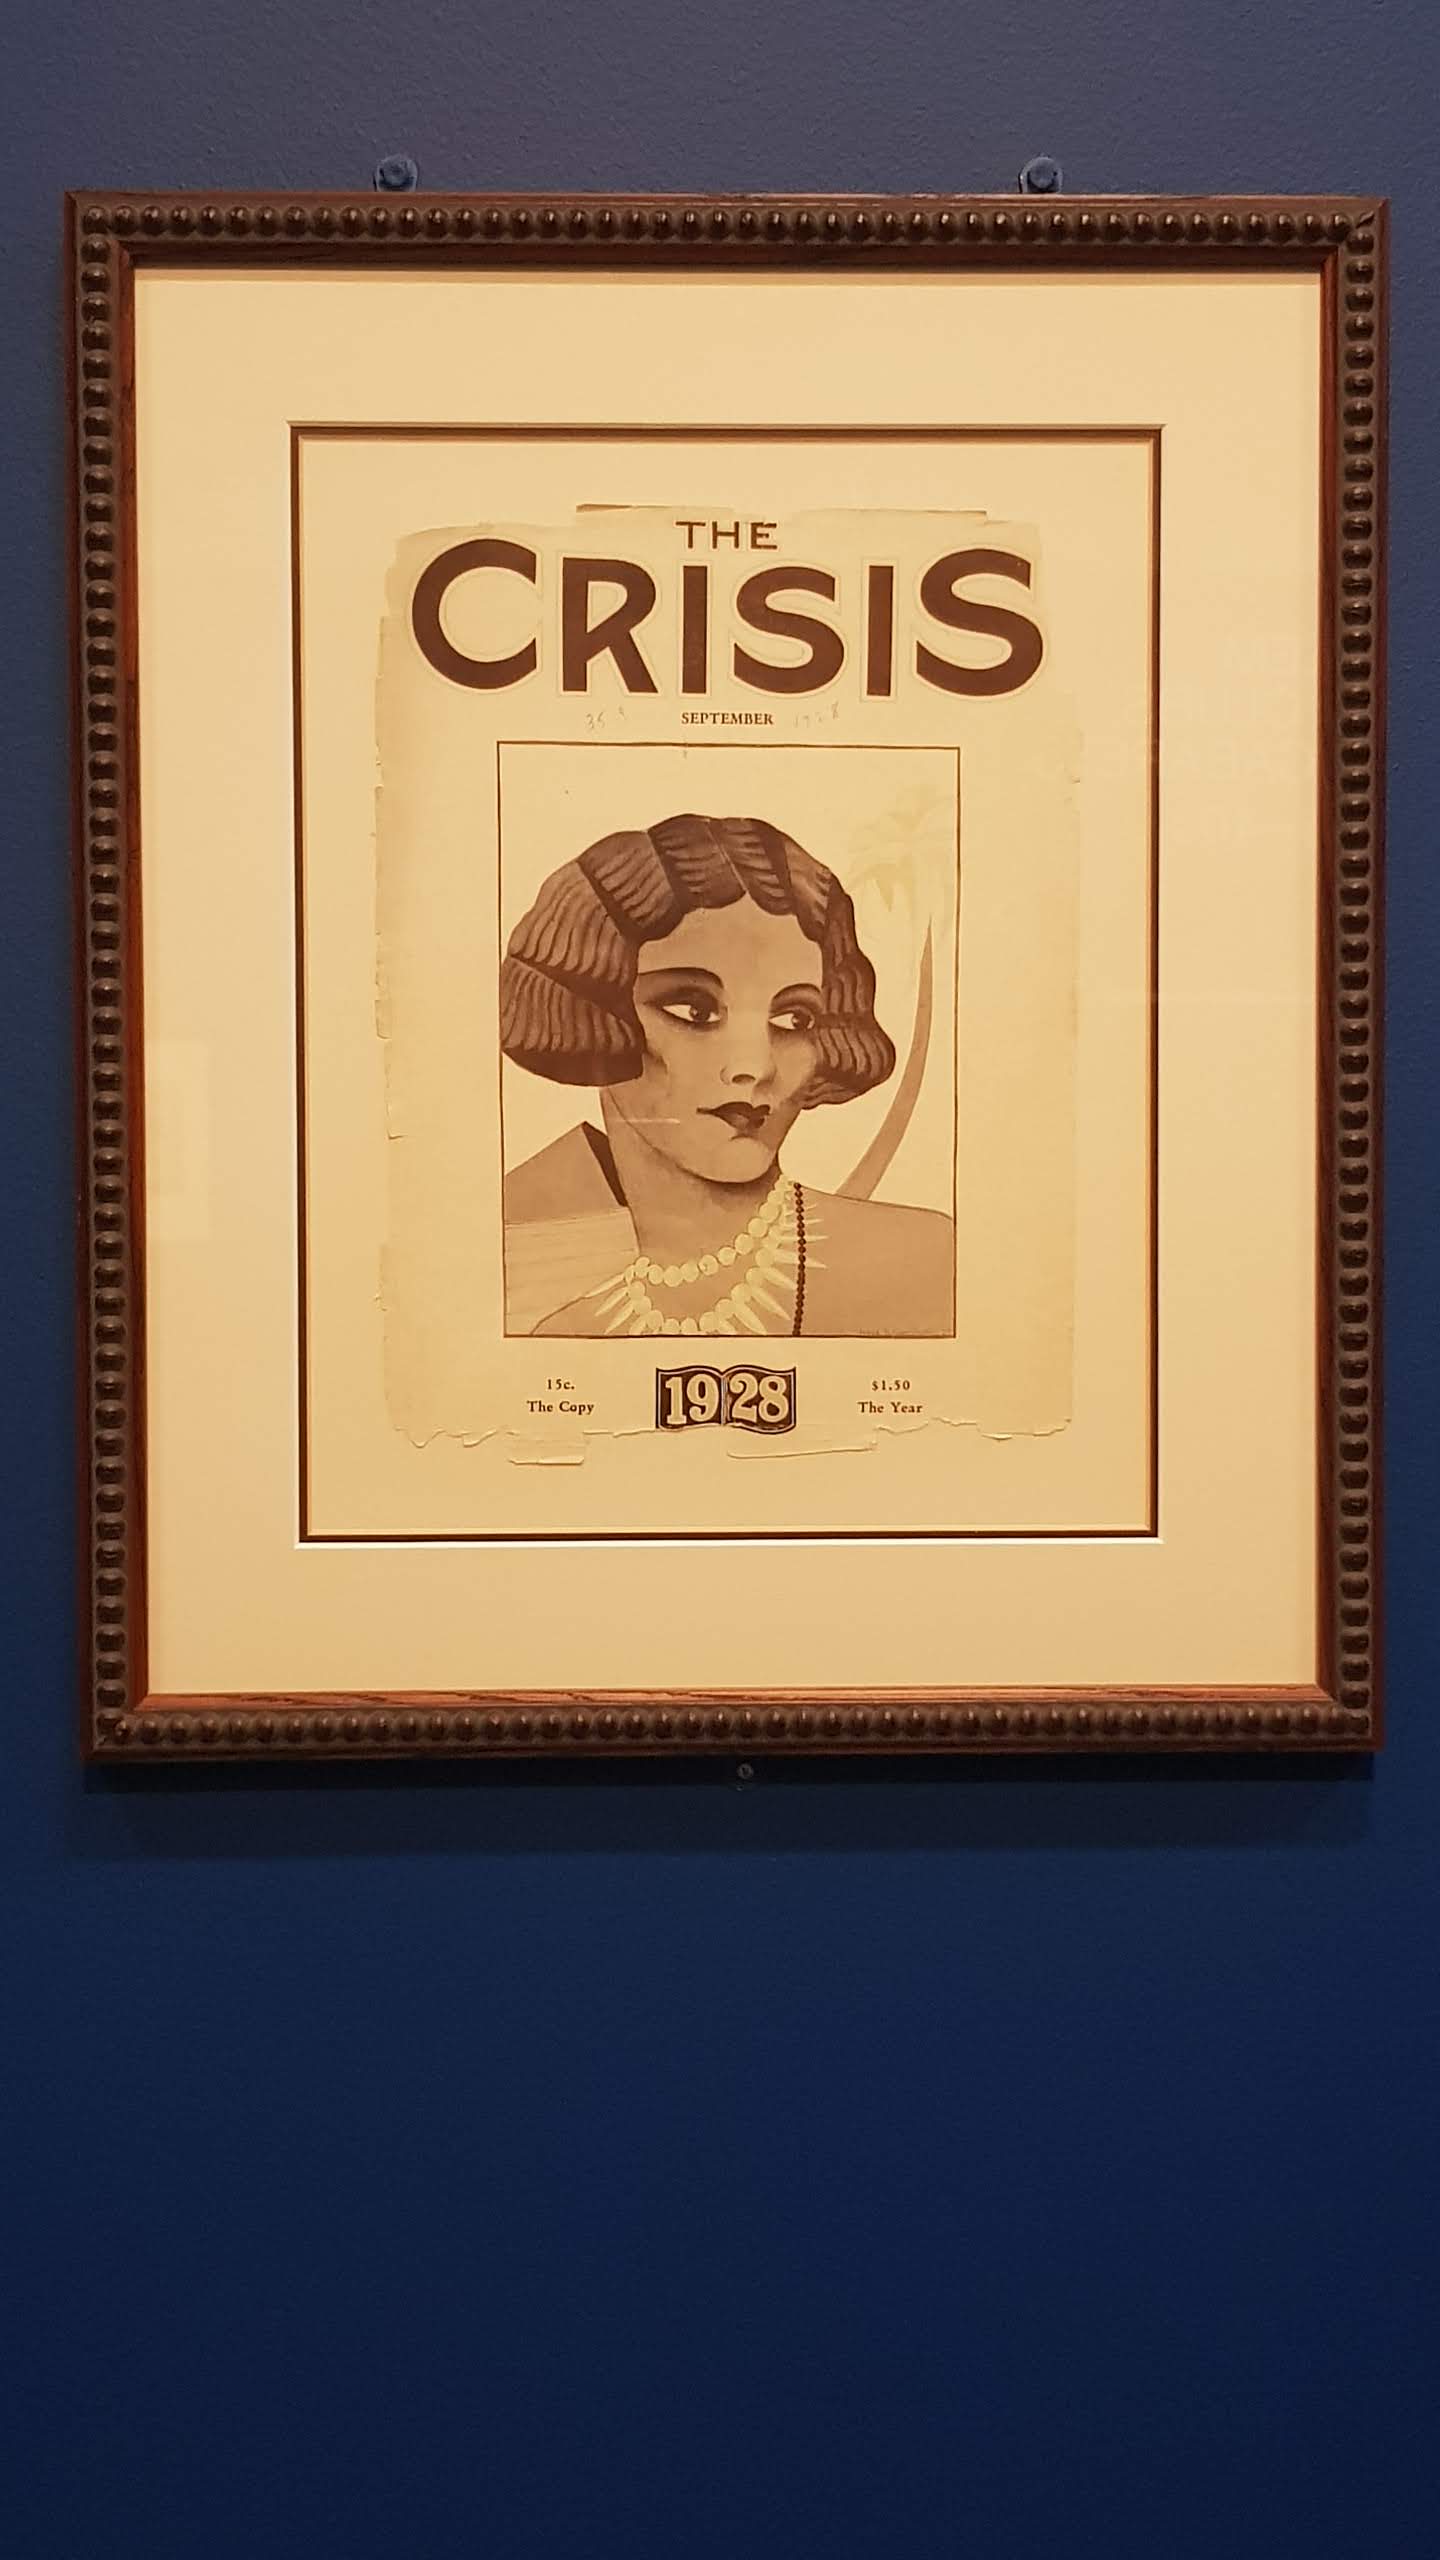 THE
CRISIS
SEPTEMBER
15c.
The Copy
1928
$1.50
The Year